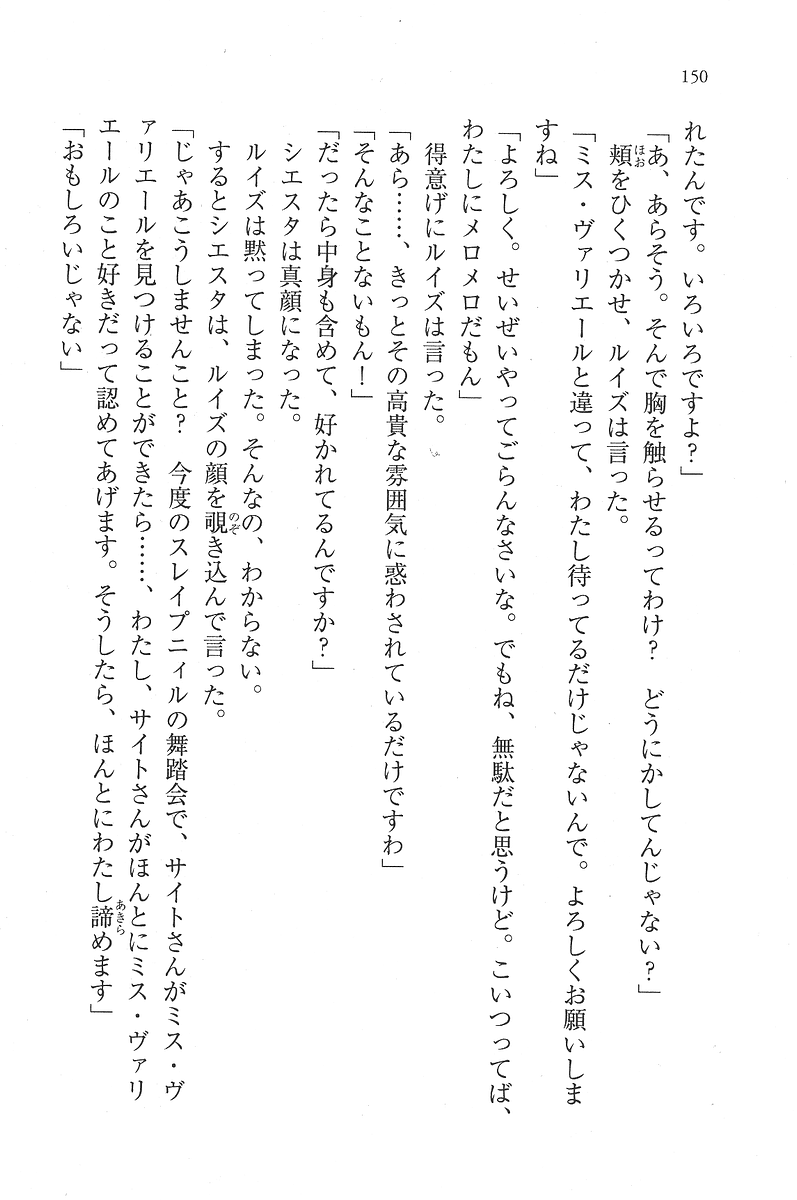 150
れたんです。いろいろですよ？」
「あ、あらそう。そんで胸を触らせるってわけ？　どうにかしてんじゃない？」
頬をひくつかせ、ルイズは言った。
「ミス・ヴァリエールと違って、わたし待ってるだけじゃないんで。よろしくお願いしま
すね」
「よろしく。せいぜいやってごらんなさいな。でもね、無駄だと思うけど。こいつってば、
わたしにメロメロだもん」
得意げにルイズは言った。
「あら……、きっとその高貴な雰囲気に惑わされているだけですわ」
「そんなことないもん！」
「だったら中身も含めて、好かれてるんですか？」
シエスタは真顔になった。
ルイズは黙ってしまった。そんなの、わからない。
するとシエスタは、ルイズの顔を覗き込んで言った。
「じゃあこうしませんこと？　今度のスレイプニィルの舞踏会で、サイトさんがミス・ヴ
ァリエールを見つけることができたら……、わたし、サイトさんがほんとにミス・ヴァリ
エールのこと好きだって認めてあげます。そうしたら、ほんとにわたし諦めます」
「おもしろいじゃない」